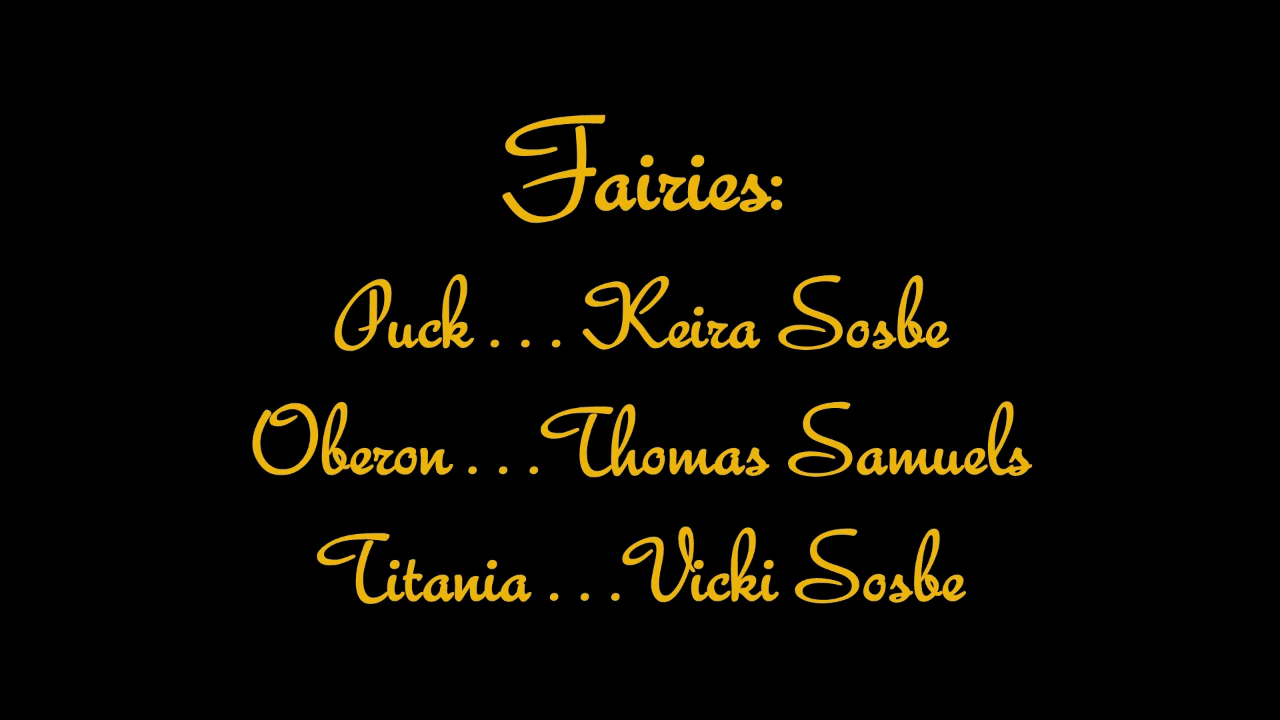 Fairies:
Puck . . . Keira Sosbe
Oberon . . . Thomas Samuels
Titania . . . Vicki Sosbe